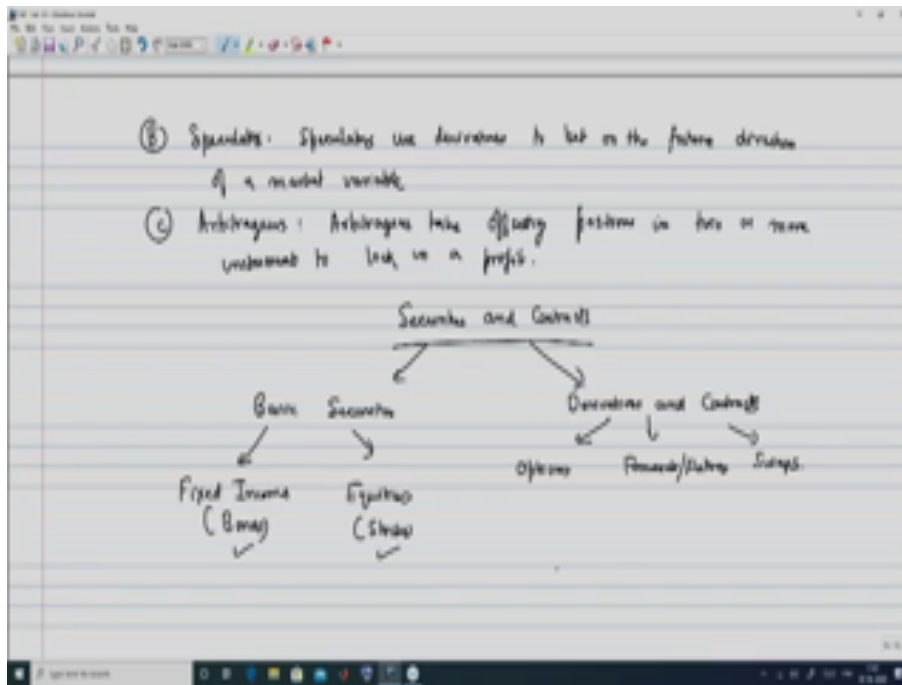 (B) Speculators: Speculators use derivatives to bet on the future direction
of a market variable
(C) Arbitrageurs: Arbitrageurs take offsetting positions in two or more
instruments to lock in a profit.
Securities and Contracts
Basic Securities
Derivatives and Contracts
Options
Forwards/Futures
Swaps.
Fixed Income
(Bonds)
Equities
(Stocks)